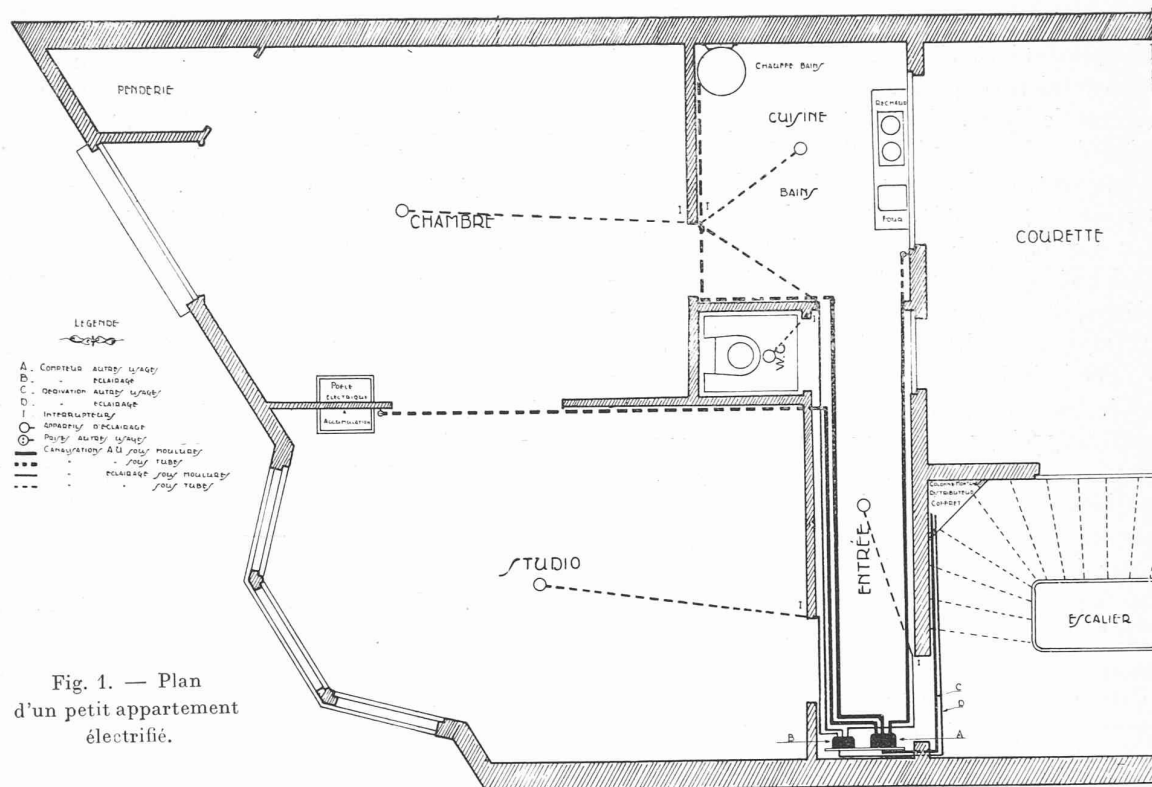 PENDERIE
CHAUFFE BAINS
CUISINE
BAINS
RECHAUD
FOUR
CHAMBRE
COURETTE
W.C
LEGENDE
A. COMPTEUR AUTRES USAGES
B. - ECLAIRAGE
C. DERIVATION AUTRES USAGES
D. - ECLAIRAGE
I INTERRUPTEURS
APPAREILS D'ECLAIRAGE
PRISES AUTRES USAGES
CANALISATIONS A.U SOUS MOULURES
- - SOUS TUBES
- ECLAIRAGE SOUS MOULURES
- - SOUS TUBES
POELE
ELECTRIQUE
A
ACCUMULATION
I
I
I
COLONNE MONTANTE
DISTRIBUTEUR
COFFRET
STUDIO
I
ENTRÉE
I
ESCALIER
C
D
B
A
Fig. 1. — Plan
d'un petit appartement
électrifié.